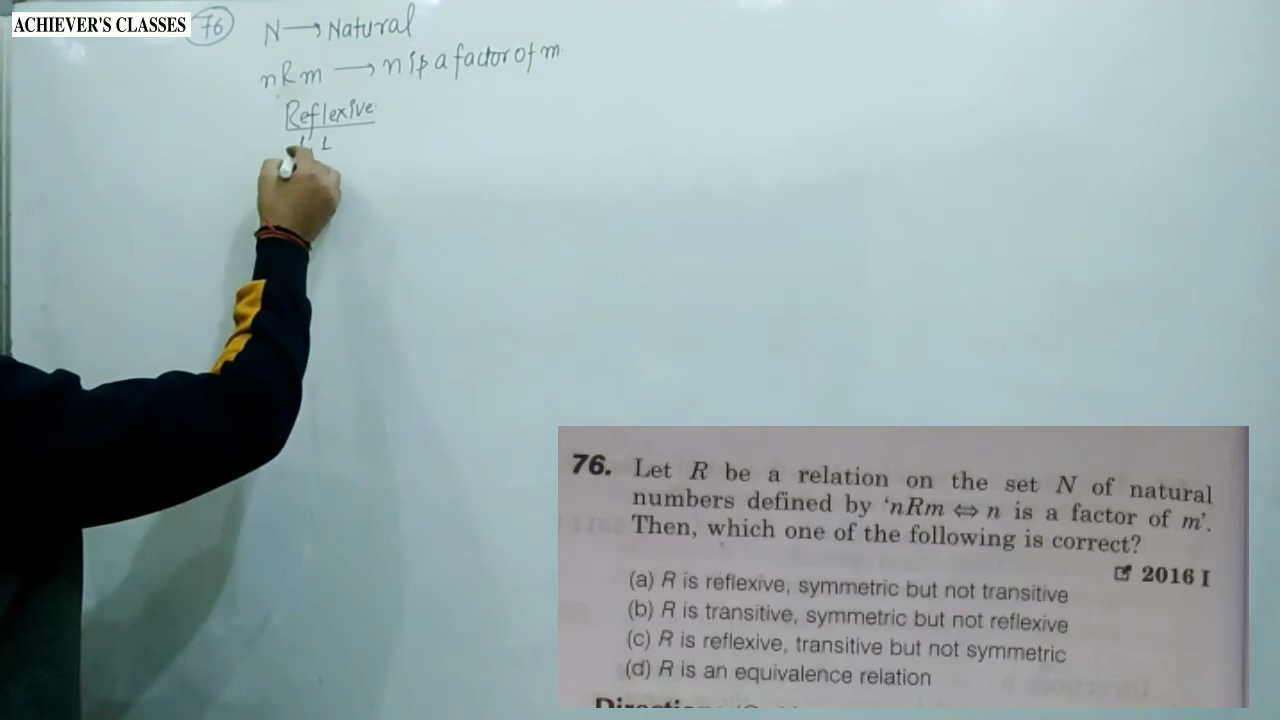 ACHIEVER'S CLASSES
76 N → Natural
nRm → n is a factor of m.
Reflexive
1, 1
76. Let R be a relation on the set N of natural
numbers defined by ‘nRm ⇔ n is a factor of m’.
Then, which one of the following is correct?
2016 I
(a) R is reflexive, symmetric but not transitive
(b) R is transitive, symmetric but not reflexive
(c) R is reflexive, transitive but not symmetric
(d) R is an equivalence relation